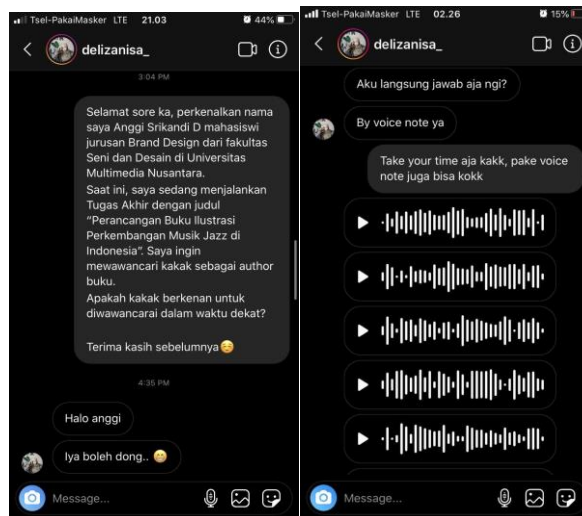 Tsel-PakaiMasker LTE 21.03 44%
delizanisa_
3:04 PM
Selamat sore ka, perkenalkan nama
saya Anggi Srikandi D mahasiswi
jurusan Brand Design dari fakultas
Seni dan Desain di Universitas
Multimedia Nusantara.
Saat ini, saya sedang menjalankan
Tugas Akhir dengan judul
“Perancangan Buku Ilustrasi
Perkembangan Musik Jazz di
Indonesia”. Saya ingin
mewawancari kakak sebagai author
buku.
Apakah kakak berkenan untuk
diwawancarai dalam waktu dekat?
Terima kasih sebelumnya☺️
4:35 PM
Halo anggi
Iya boleh dong.. 😁
Message...
Tsel-PakaiMasker LTE 02.26 15%
delizanisa_
Aku langsung jawab aja ngi?
By voice note ya
Take your time aja kakk, pake voice
note juga bisa kokk
Message...